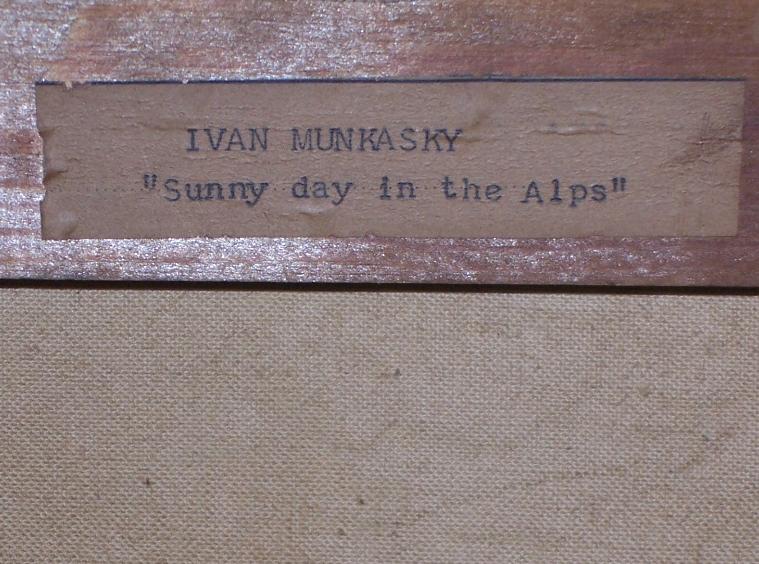 IVAN MUNKASKY
"Sunny day in the Alps"